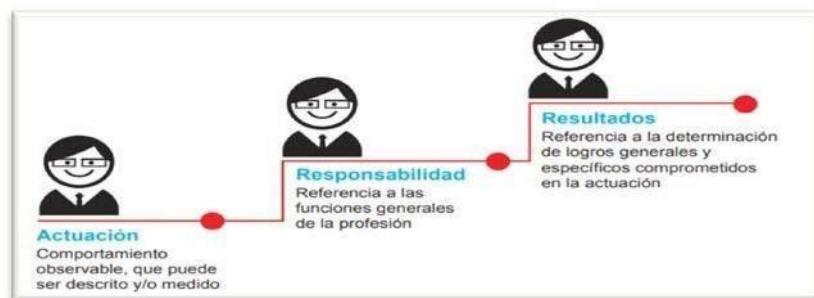 Actuación
Comportamiento
observable, que puede
ser descrito y/o medido
Responsabilidad
Referencia a las
funciones generales
de la profesión
Resultados
Referencia a la determinación
de logros generales y
específicos comprometidos
en la actuación